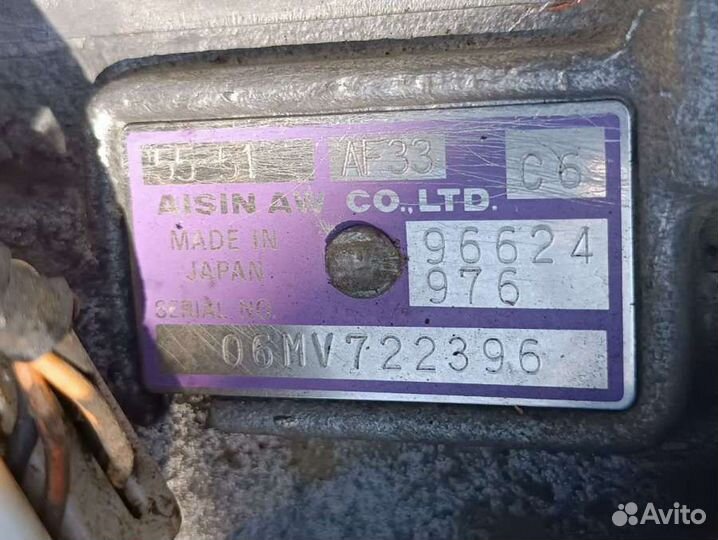 55-51 AF33 C6
AISIN AW CO.,LTD.
MADE IN
JAPAN
96624
976
SERIAL NO.
06MV722396
Avito